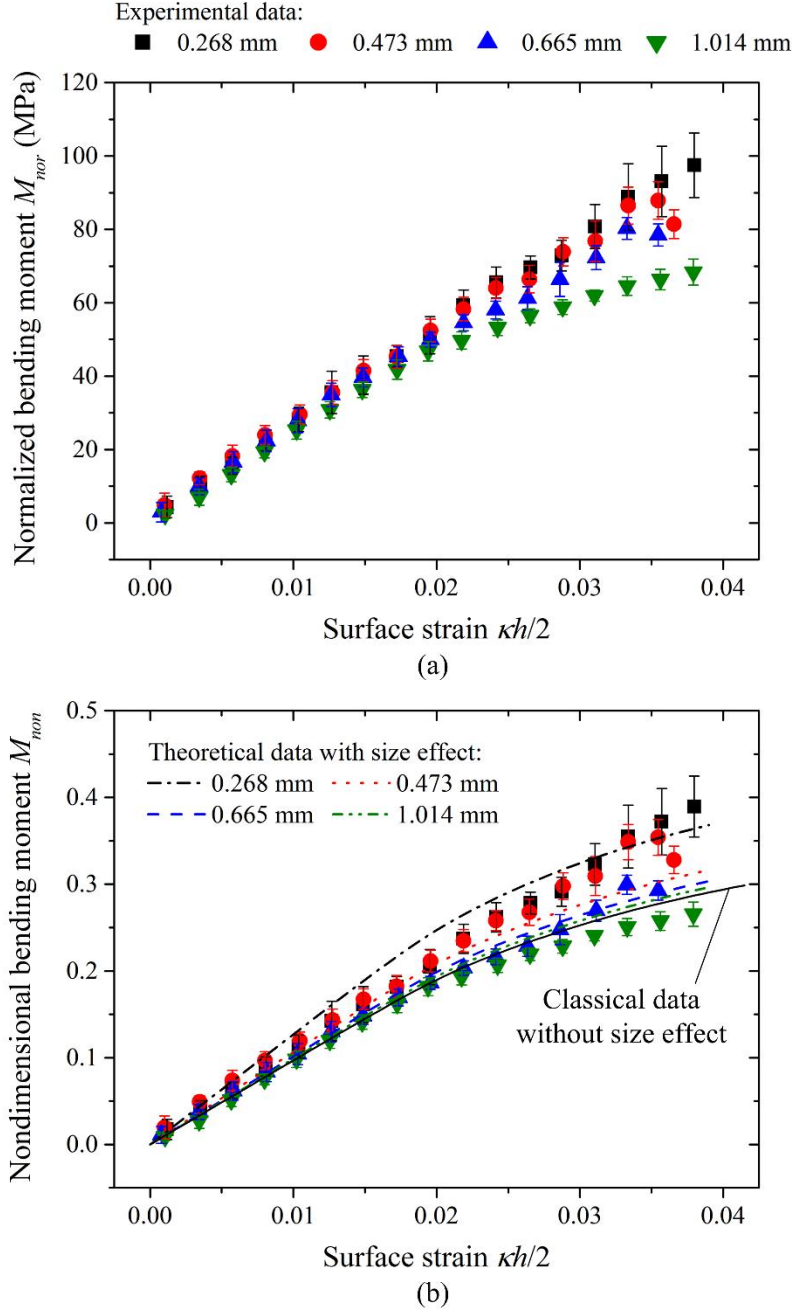 Experimental data:
0.268 mm 0.473 mm 0.665 mm 1.014 mm
120
100
80
60
40
20
0
Normalized bending moment M_nor (MPa)
0.00 0.01 0.02 0.03 0.04
Surface strain κh/2
(a)
0.5
0.4
0.3
0.2
0.1
0.0
Nondimensional bending moment M_non
Theoretical data with size effect:
0.268 mm 0.473 mm
0.665 mm 1.014 mm
Classical data
without size effect
0.00 0.01 0.02 0.03 0.04
Surface strain κh/2
(b)